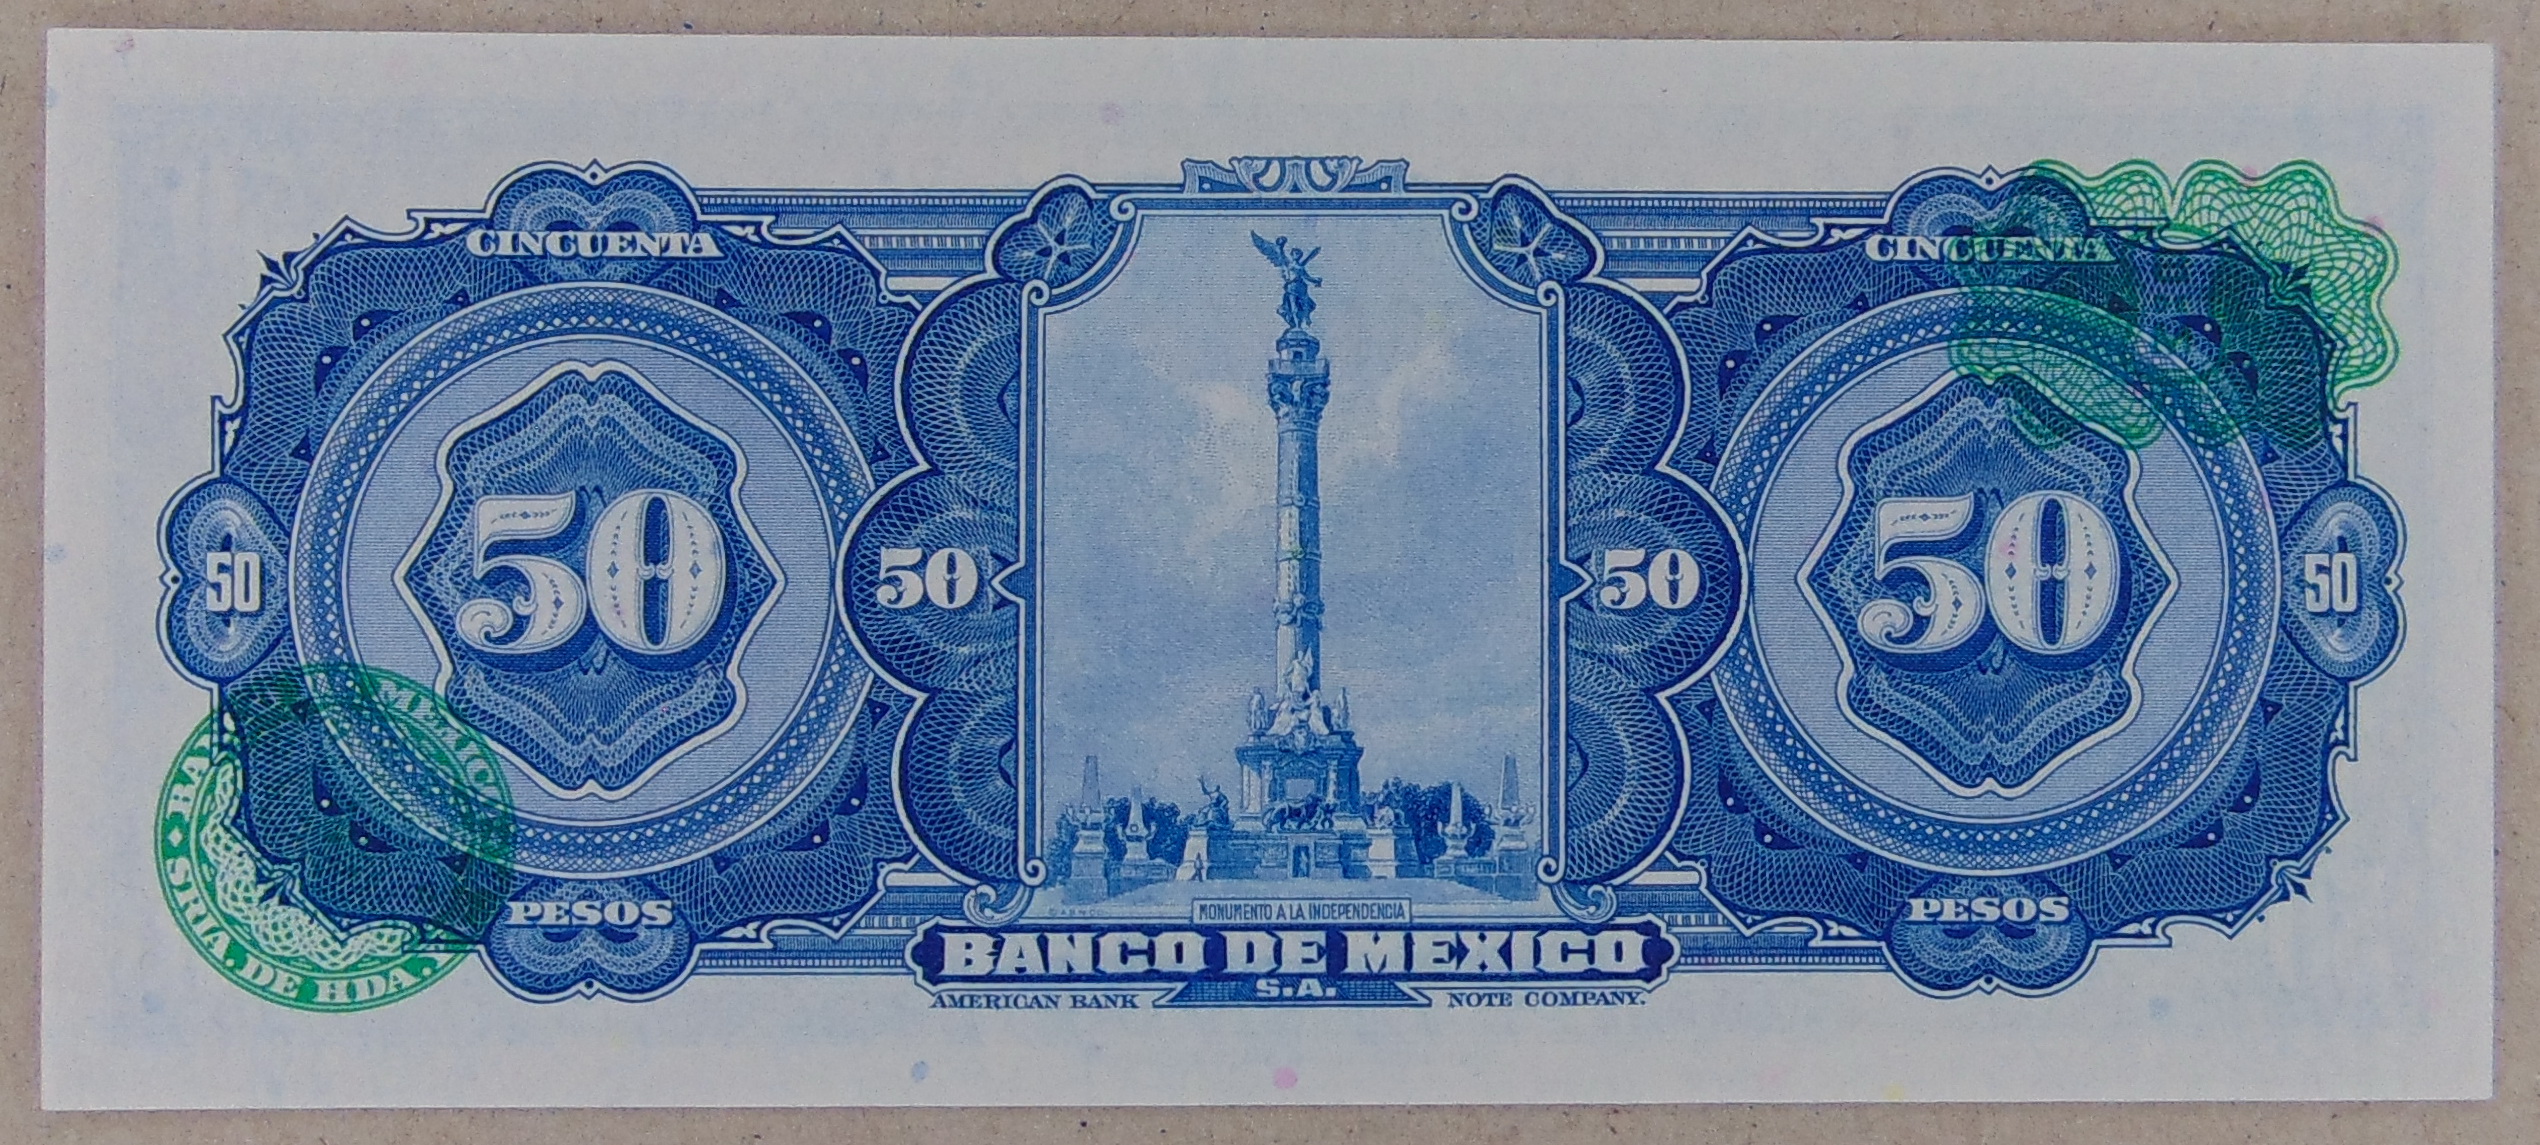 CINCUENTA
CINCUENTA
50
50
50
50
50
50
MEXICO
SRIA. DE HDA.
PESOS
PESOS
MONUMENTO A LA INDEPENDENCIA
BANCO DE MEXICO
S.A.
AMERICAN BANK NOTE COMPANY.